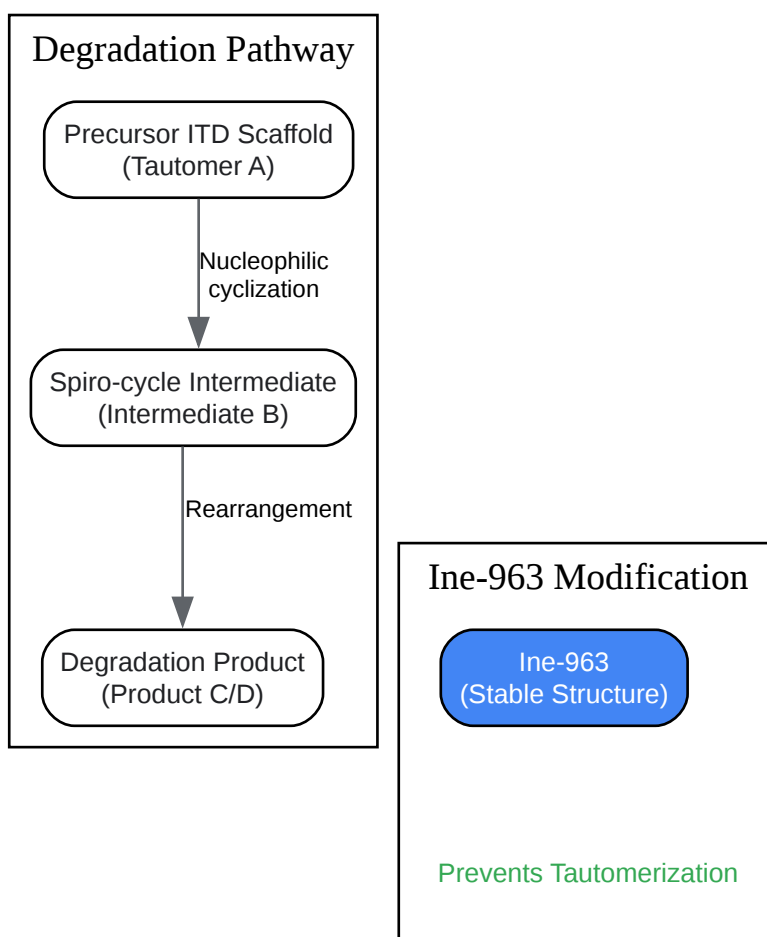 Degradation Pathway
Precursor ITD Scaffold
(Tautomer A)
Nucleophilic
cyclization
Spiro-cycle Intermediate
(Intermediate B)
Rearrangement
Degradation Product
(Product C/D)
Ine-963 Modification
Ine-963
(Stable Structure)
Prevents Tautomerization